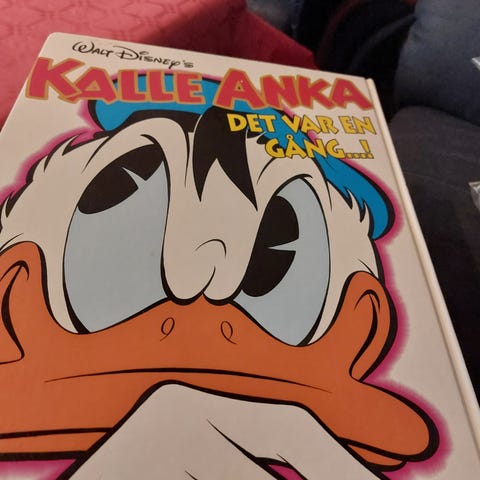 WALT DISNEY'S
KALLE ANKA
DET VAR EN
GÅNG...!